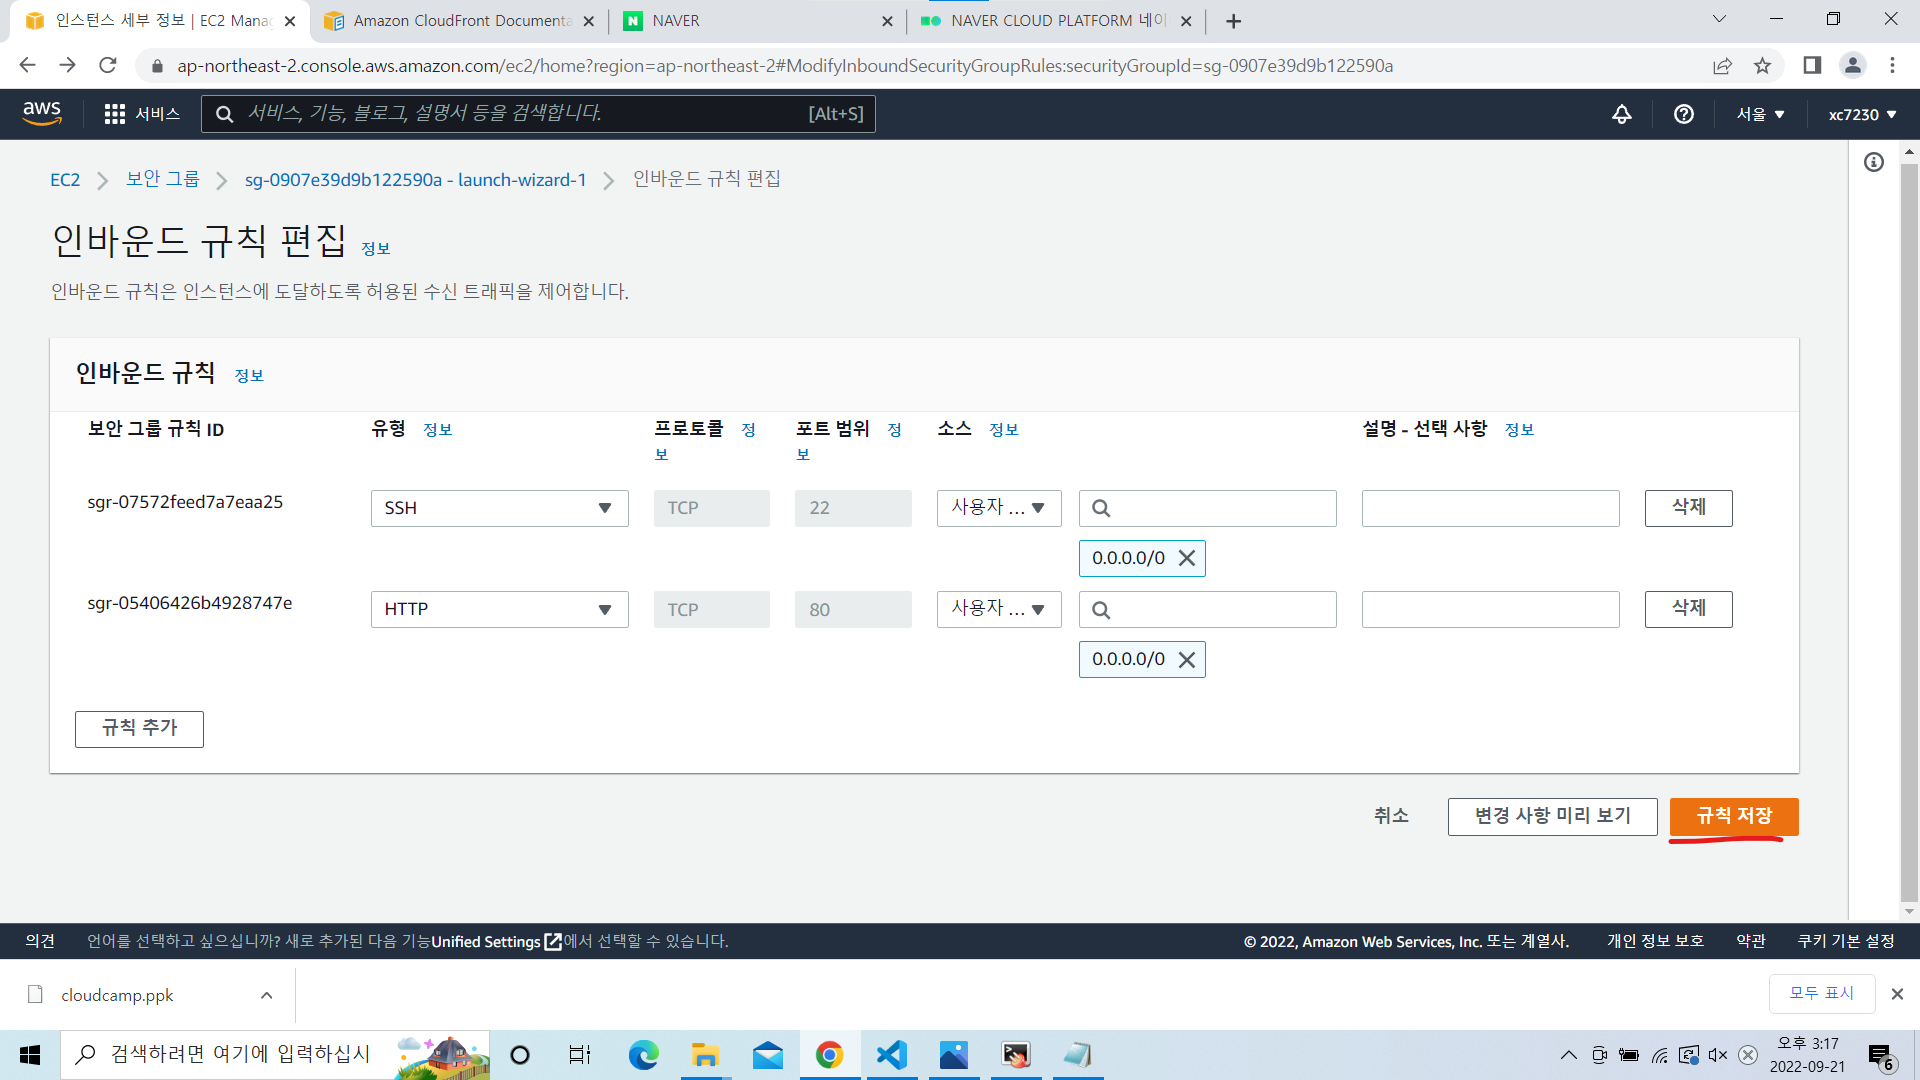 인스턴스 세부 정보 | EC2 Mana
Amazon CloudFront Documenta
NAVER
NAVER CLOUD PLATFORM 네이
ap-northeast-2.console.aws.amazon.com/ec2/home?region=ap-northeast-2#ModifyInboundSecurityGroupRules:securityGroupId=sg-0907e39d9b122590a
aws
서비스
서비스, 기능, 블로그, 설명서 등을 검색합니다.
[Alt+S]
서울
xc7230
EC2
보안 그룹
sg-0907e39d9b122590a - launch-wizard-1
인바운드 규칙 편집
인바운드 규칙 편집 정보
인바운드 규칙은 인스턴스에 도달하도록 허용된 수신 트래픽을 제어합니다.
인바운드 규칙 정보
보안 그룹 규칙 ID
유형 정보
프로토콜 정
보
포트 범위 정
보
소스 정보
설명 - 선택 사항 정보
sgr-07572feed7a7eaa25
SSH
TCP
22
사용자 ...
삭제
0.0.0.0/0
sgr-05406426b4928747e
HTTP
TCP
80
사용자 ...
삭제
0.0.0.0/0
규칙 추가
취소
변경 사항 미리 보기
규칙 저장
의견
언어를 선택하고 싶으십니까? 새로 추가된 다음 기능Unified Settings에서 선택할 수 있습니다.
© 2022, Amazon Web Services, Inc. 또는 계열사.
개인 정보 보호
약관
쿠키 기본 설정
cloudcamp.ppk
모두 표시
검색하려면 여기에 입력하십시
오후 3:17
2022-09-21
6